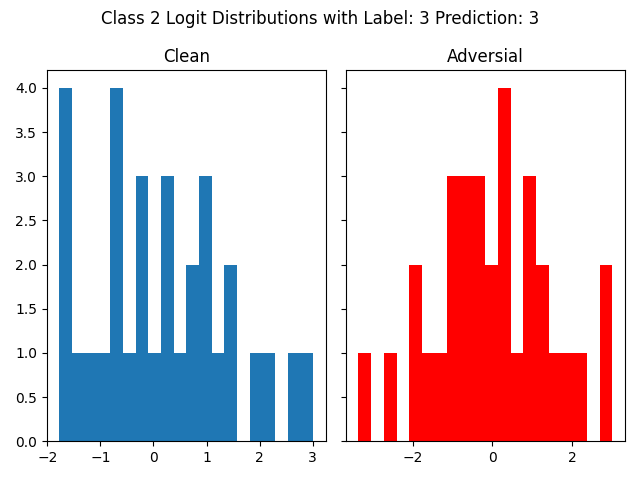 Class 2 Logit Distributions with Label: 3 Prediction: 3
Clean
Adversial
4.0
3.5
3.0
2.5
2.0
1.5
1.0
0.5
0.0
−2 −1 0 1 2 3
−2 0 2